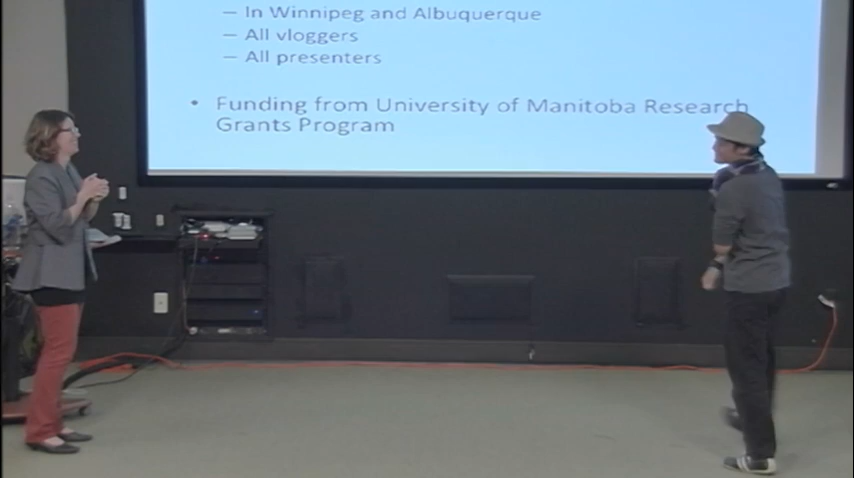 – In Winnipeg and Albuquerque
– All vloggers
– All presenters
• Funding from University of Manitoba Research
Grants Program